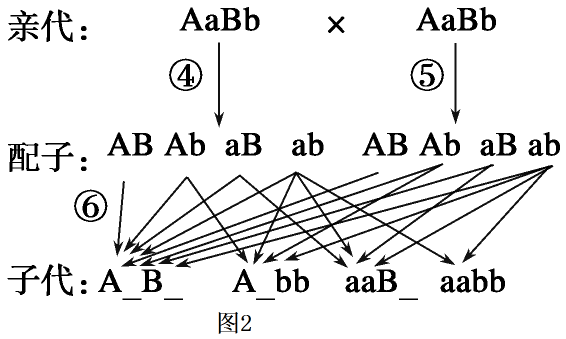 亲代： AaBb × AaBb
④ ⑤
配子： AB Ab aB ab AB Ab aB ab
⑥
子代： A_B_ A_bb aaB_ aabb
图2